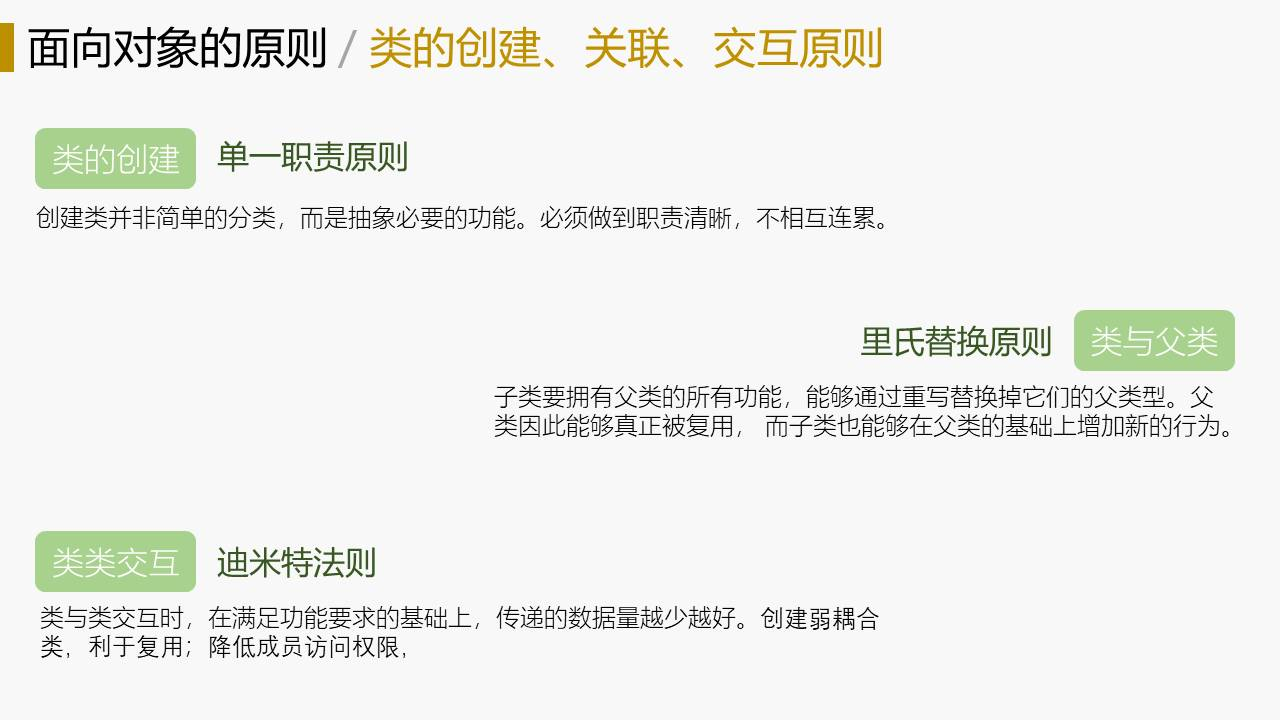 面向对象的原则 / 类的创建、关联、交互原则
类的创建 单一职责原则
创建类并非简单的分类，而是抽象必要的功能。必须做到职责清晰，不相互连累。
里氏替换原则 类与父类
子类要拥有父类的所有功能，能够通过重写替换掉它们的父类型。父
类因此能够真正被复用， 而子类也能够在父类的基础上增加新的行为。
类类交互 迪米特法则
类与类交互时，在满足功能要求的基础上，传递的数据量越少越好。创建弱耦合
类，利于复用；降低成员访问权限，